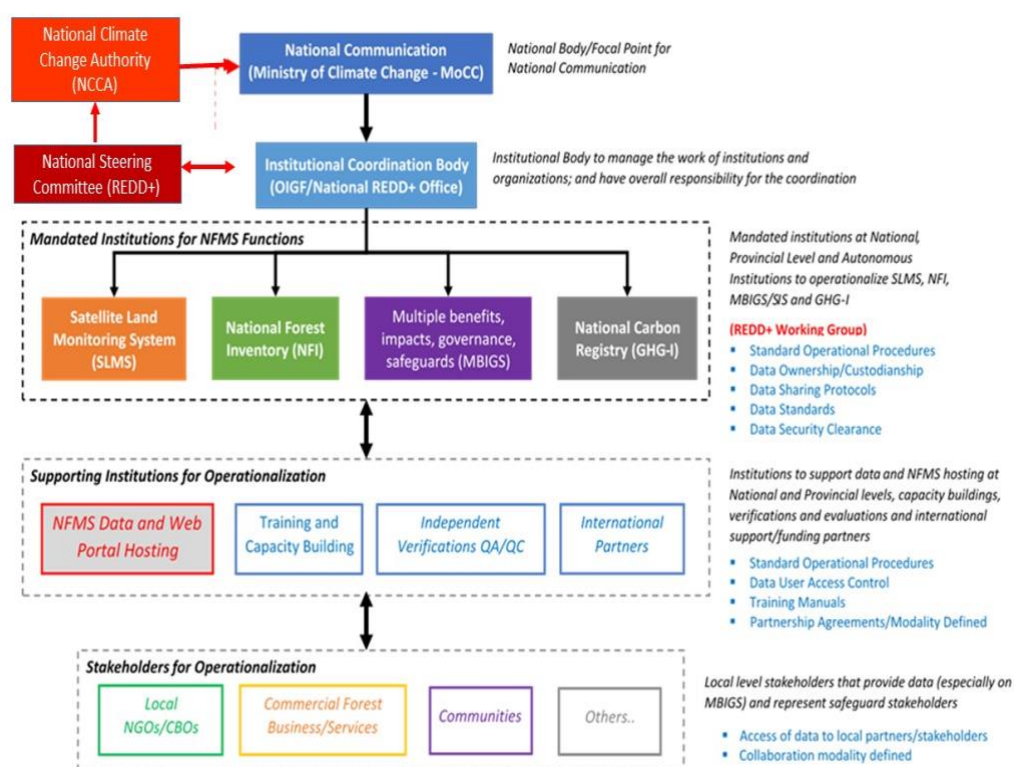 National Climate
Change Authority
(NCCA)
National Communication
(Ministry of Climate Change - MoCC)
National Body/Focal Point for
National Communication
National Steering
Committee (REDD+)
Institutional Coordination Body
(OIGF/National REDD+ Office)
Institutional Body to manage the work of institutions and
organizations; and have overall responsibility for the coordination
Mandated Institutions for NFMS Functions
Satellite Land
Monitoring System
(SLMS)
National Forest
Inventory (NFI)
Multiple benefits,
impacts, governance,
safeguards (MBIGS)
National Carbon
Registry (GHG-I)
Mandated institutions at National,
Provincial Level and Autonomous
Institutions to operationalize SLMS, NFI,
MBIGS/SIS and GHG-I
(REDD+ Working Group)
▪ Standard Operational Procedures
▪ Data Ownership/Custodianship
▪ Data Sharing Protocols
▪ Data Standards
▪ Data Security Clearance
Supporting Institutions for Operationalization
NFMS Data and Web
Portal Hosting
Training and
Capacity Building
Independent
Verifications QA/QC
International
Partners
Institutions to support data and NFMS hosting at
National and Provincial levels, capacity buildings,
verifications and evaluations and international
support/funding partners
▪ Standard Operational Procedures
▪ Data User Access Control
▪ Training Manuals
▪ Partnership Agreements/Modality Defined
Stakeholders for Operationalization
Local
NGOs/CBOs
Commercial Forest
Business/Services
Communities
Others..
Local level stakeholders that provide data (especially on
MBIGS) and represent safeguard stakeholders
▪ Access of data to local partners/stakeholders
▪ Collaboration modality defined